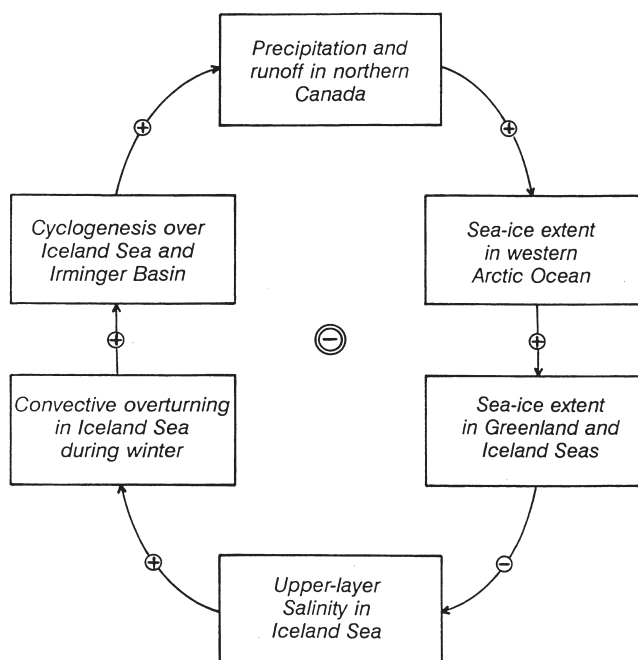 Precipitation and
runoff in northern
Canada
+
+
Cyclogenesis over
Iceland Sea and
Irminger Basin
Sea-ice extent
in western
Arctic Ocean
+
−
+
Convective overturning
in Iceland Sea
during winter
Sea-ice extent
in Greenland and
Iceland Seas
+
−
Upper-layer
Salinity in
Iceland Sea